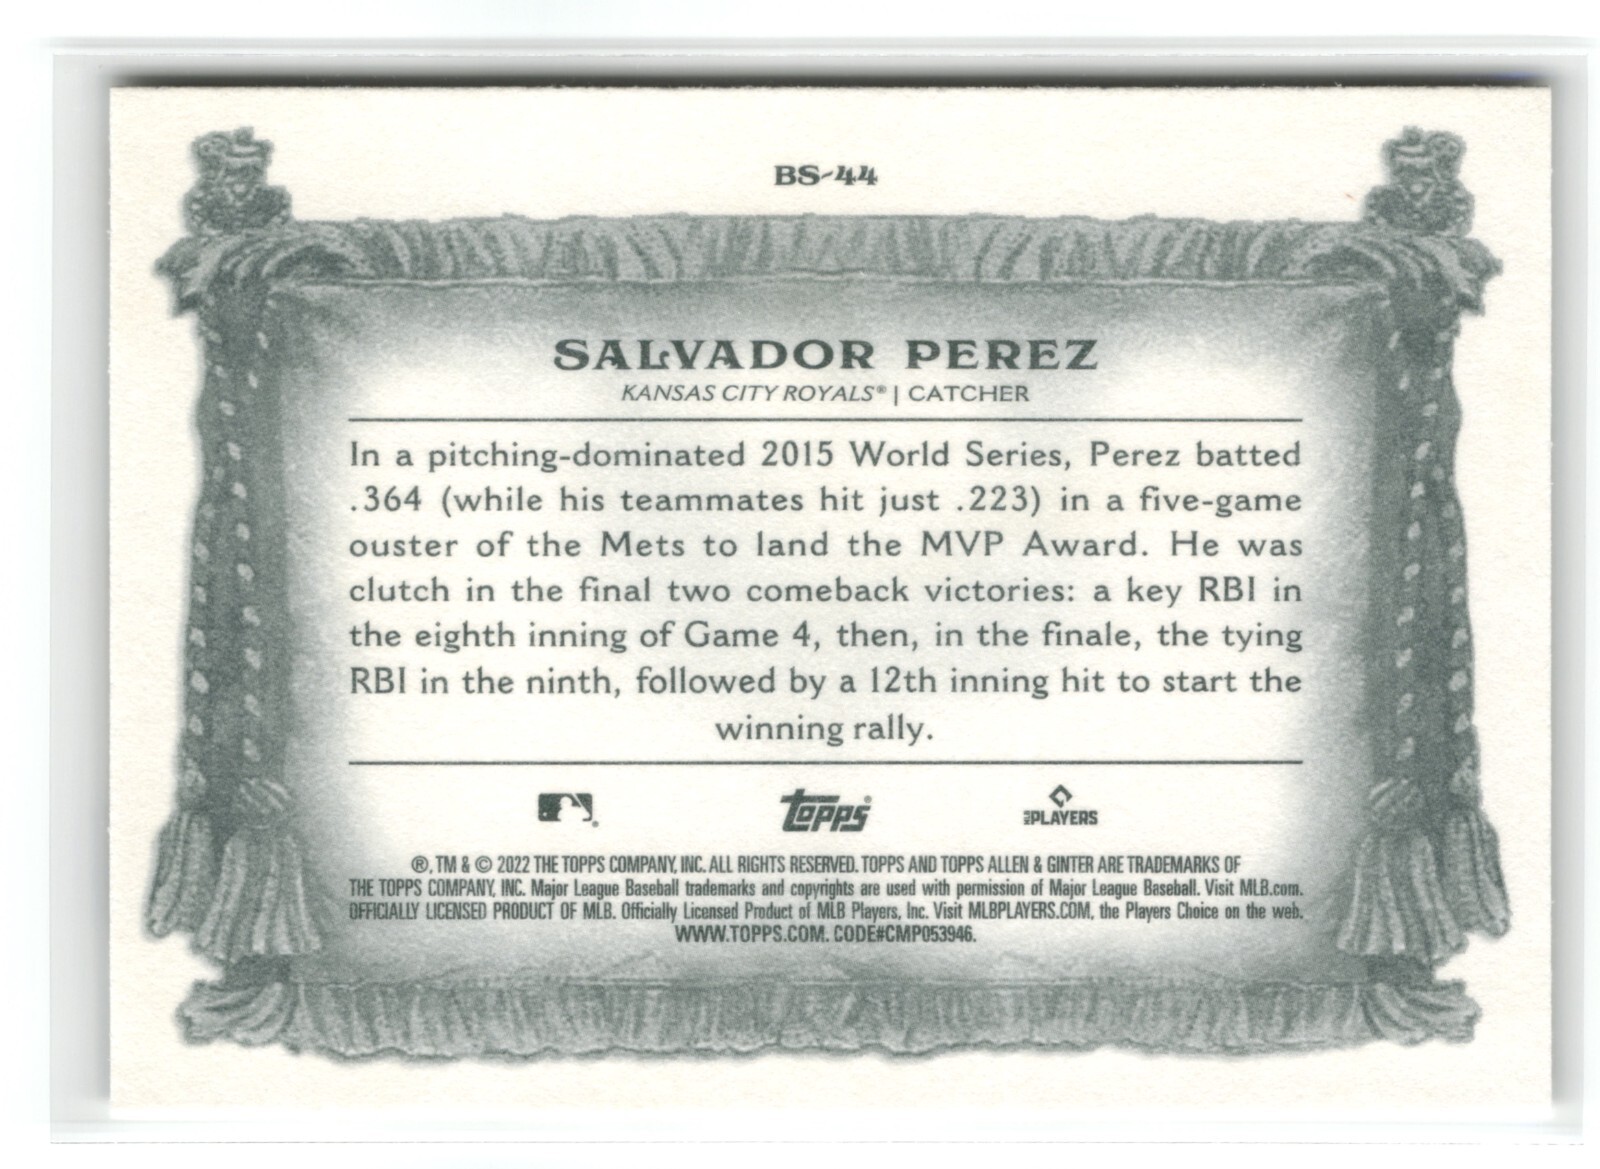 BS-44
SALVADOR PEREZ
KANSAS CITY ROYALS® | CATCHER
In a pitching-dominated 2015 World Series, Perez batted
.364 (while his teammates hit just .223) in a five-game
ouster of the Mets to land the MVP Award. He was
clutch in the final two comeback victories: a key RBI in
the eighth inning of Game 4, then, in the finale, the tying
RBI in the ninth, followed by a 12th inning hit to start the
winning rally.
topps® MLB PLAYERS
®, TM & © 2022 THE TOPPS COMPANY, INC. ALL RIGHTS RESERVED. TOPPS AND TOPPS ALLEN & GINTER ARE TRADEMARKS OF
THE TOPPS COMPANY, INC. Major League Baseball trademarks and copyrights are used with permission of Major League Baseball. Visit MLB.com.
OFFICIALLY LICENSED PRODUCT OF MLB. Officially Licensed Product of MLB Players, Inc. Visit MLBPLAYERS.COM, the Players Choice on the web.
WWW.TOPPS.COM. CODE#CMP053946.